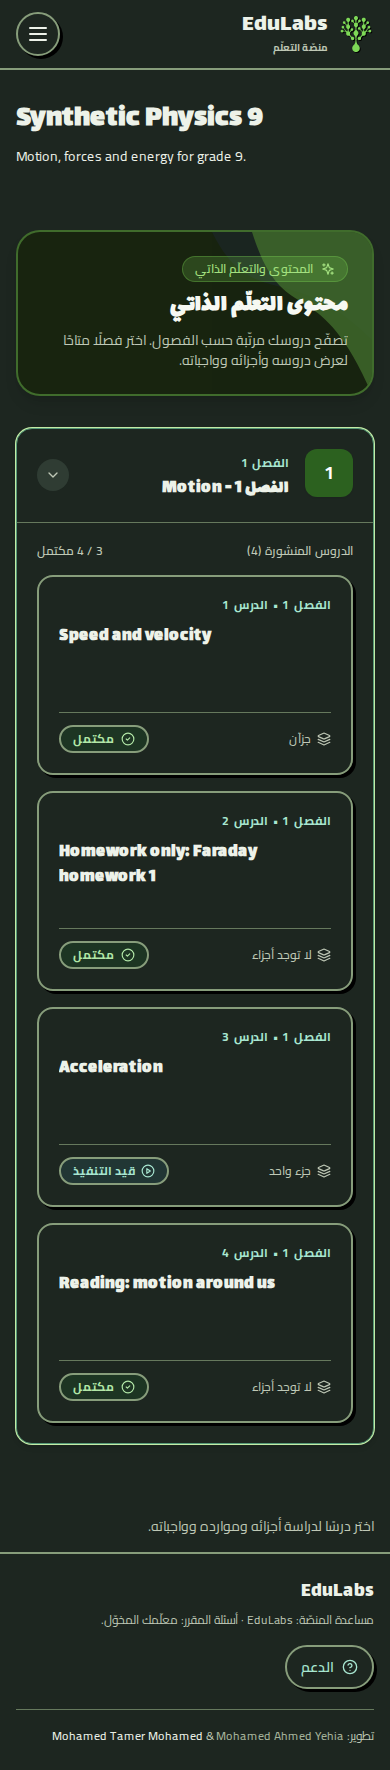 EduLabs
منصّة التعلّم
Synthetic Physics 9
Motion, forces and energy for grade 9.
المحتوى والتعلّم الذاتي
محتوى التعلّم الذاتي
تصفّح دروسك مرتّبة حسب الفصول. اختر فصلًا متاحًا
لعرض دروسه وأجزائه وواجباته.
1
الفصل 1
الفصل 1 - Motion
الدروس المنشورة (4)
3 / 4 مكتمل
الفصل 1 • الدرس 1
Speed and velocity
جزآن
مكتمل
الفصل 1 • الدرس 2
Homework only: Faraday
homework 1
لا توجد أجزاء
مكتمل
الفصل 1 • الدرس 3
Acceleration
جزء واحد
قيد التنفيذ
الفصل 1 • الدرس 4
Reading: motion around us
لا توجد أجزاء
مكتمل
اختر درسًا لدراسة أجزائه وموارده وواجباته.
EduLabs
مساعدة المنصّة: EduLabs · أسئلة المقرر: معلّمك المخوّل.
الدعم
تطوير: Mohamed Tamer Mohamed & Mohamed Ahmed Yehia